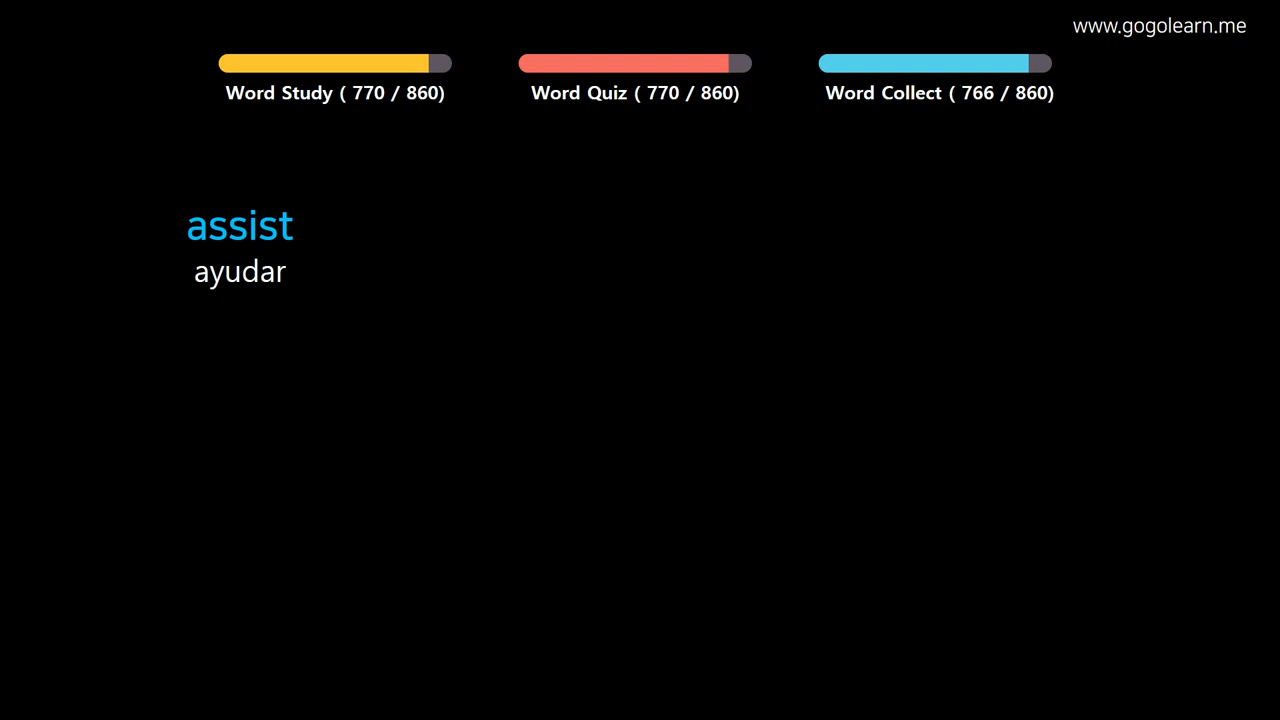 www.gogolearn.me
Word Study ( 770 / 860)
Word Quiz ( 770 / 860)
Word Collect ( 766 / 860)
assist
ayudar